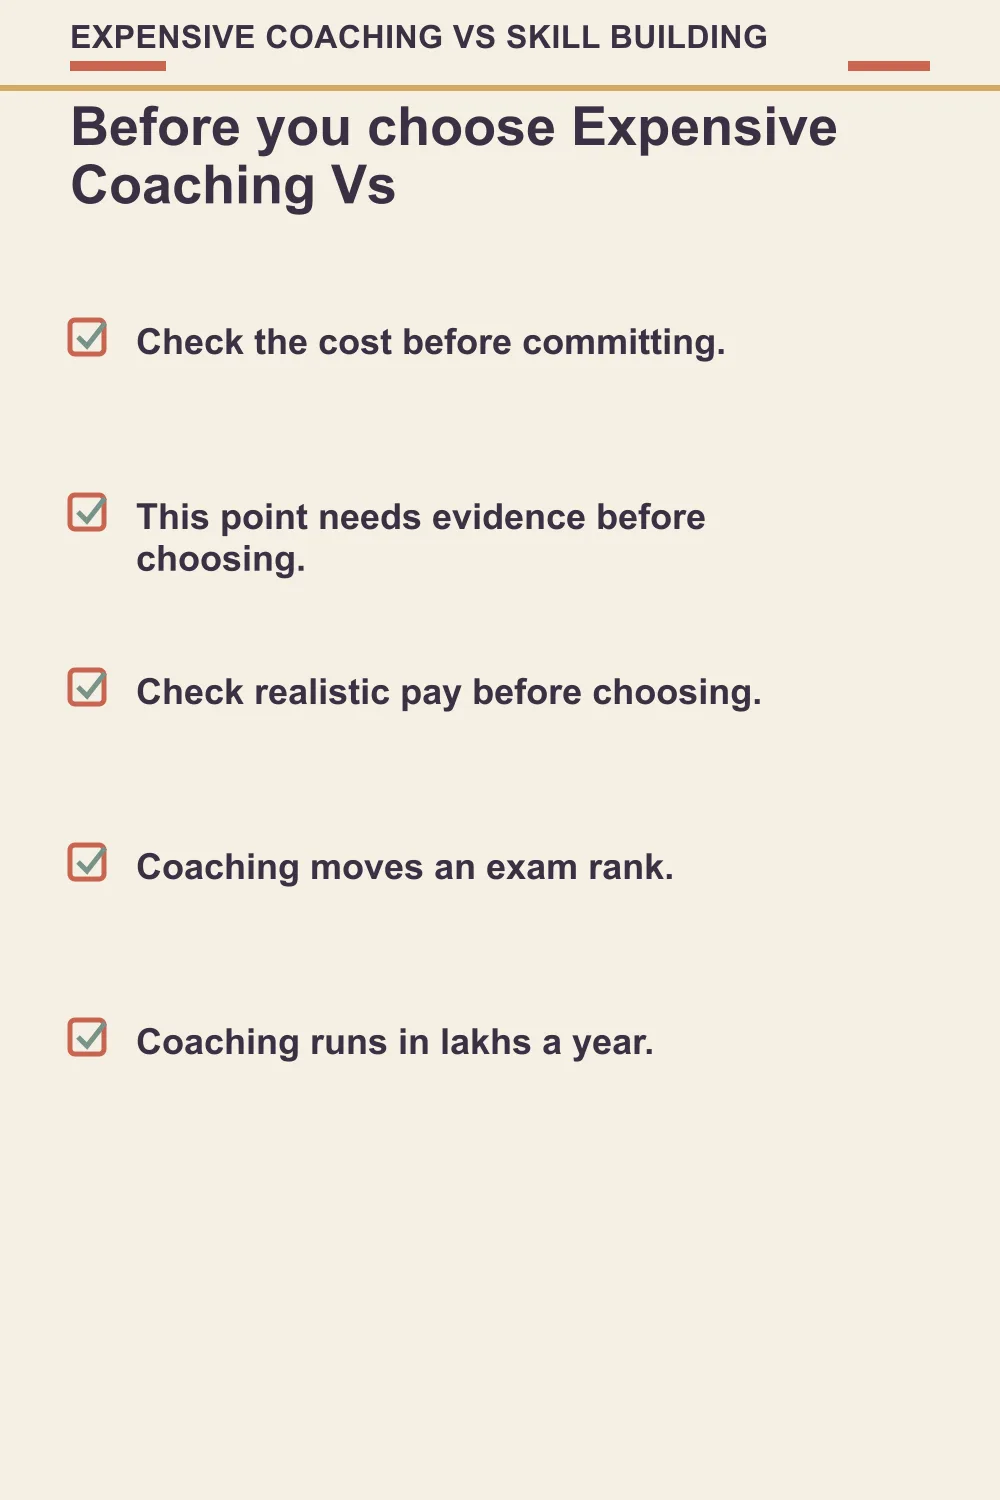 EXPENSIVE COACHING VS SKILL BUILDING
Before you choose Expensive
Coaching Vs
Check the cost before committing.
This point needs evidence before
choosing.
Check realistic pay before choosing.
Coaching moves an exam rank.
Coaching runs in lakhs a year.